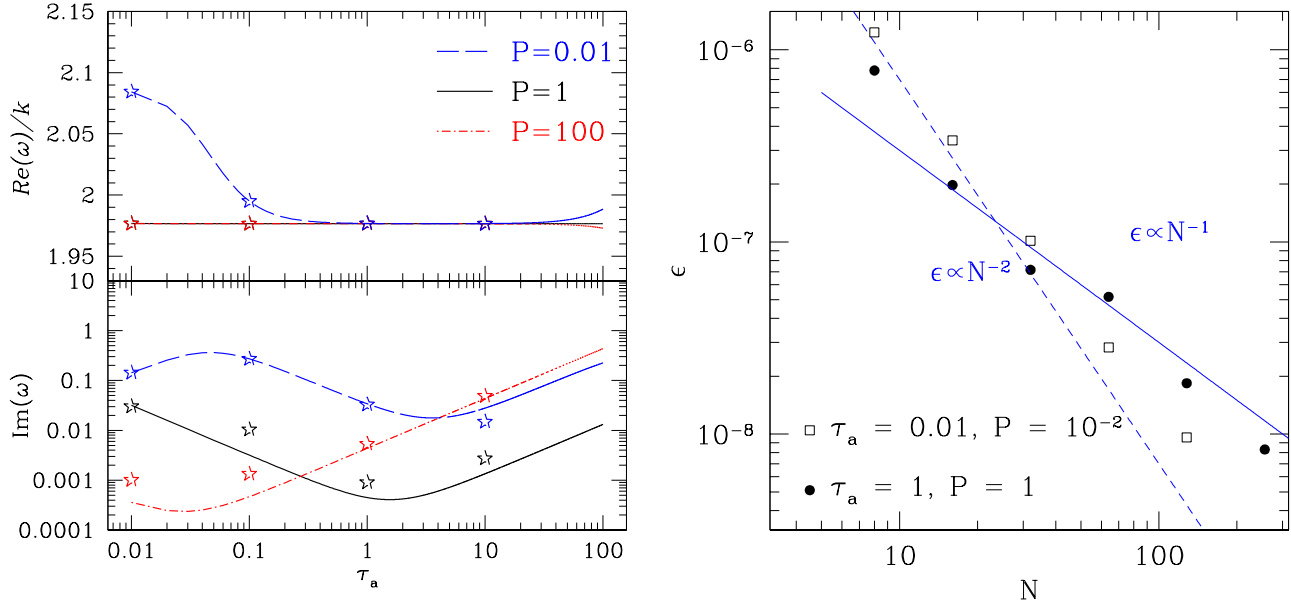 2.15
2.1
2.05
2
1.95
Re(ω)/k
P=0.01
P=1
P=100
10
1
0.1
0.01
0.001
0.0001
Im(ω)
0.01 0.1 1 10 100
τₐ
10⁻⁶
10⁻⁷
10⁻⁸
ϵ
ϵ∝N⁻¹
ϵ∝N⁻²
τₐ = 0.01, P = 10⁻²
τₐ = 1, P = 1
10 100
N